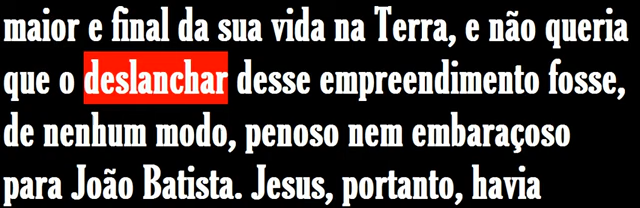 maior e final da sua vida na Terra, e não queria
que o deslanchar desse empreendimento fosse,
de nenhum modo, penoso nem embaraçoso
para João Batista. Jesus, portanto, havia